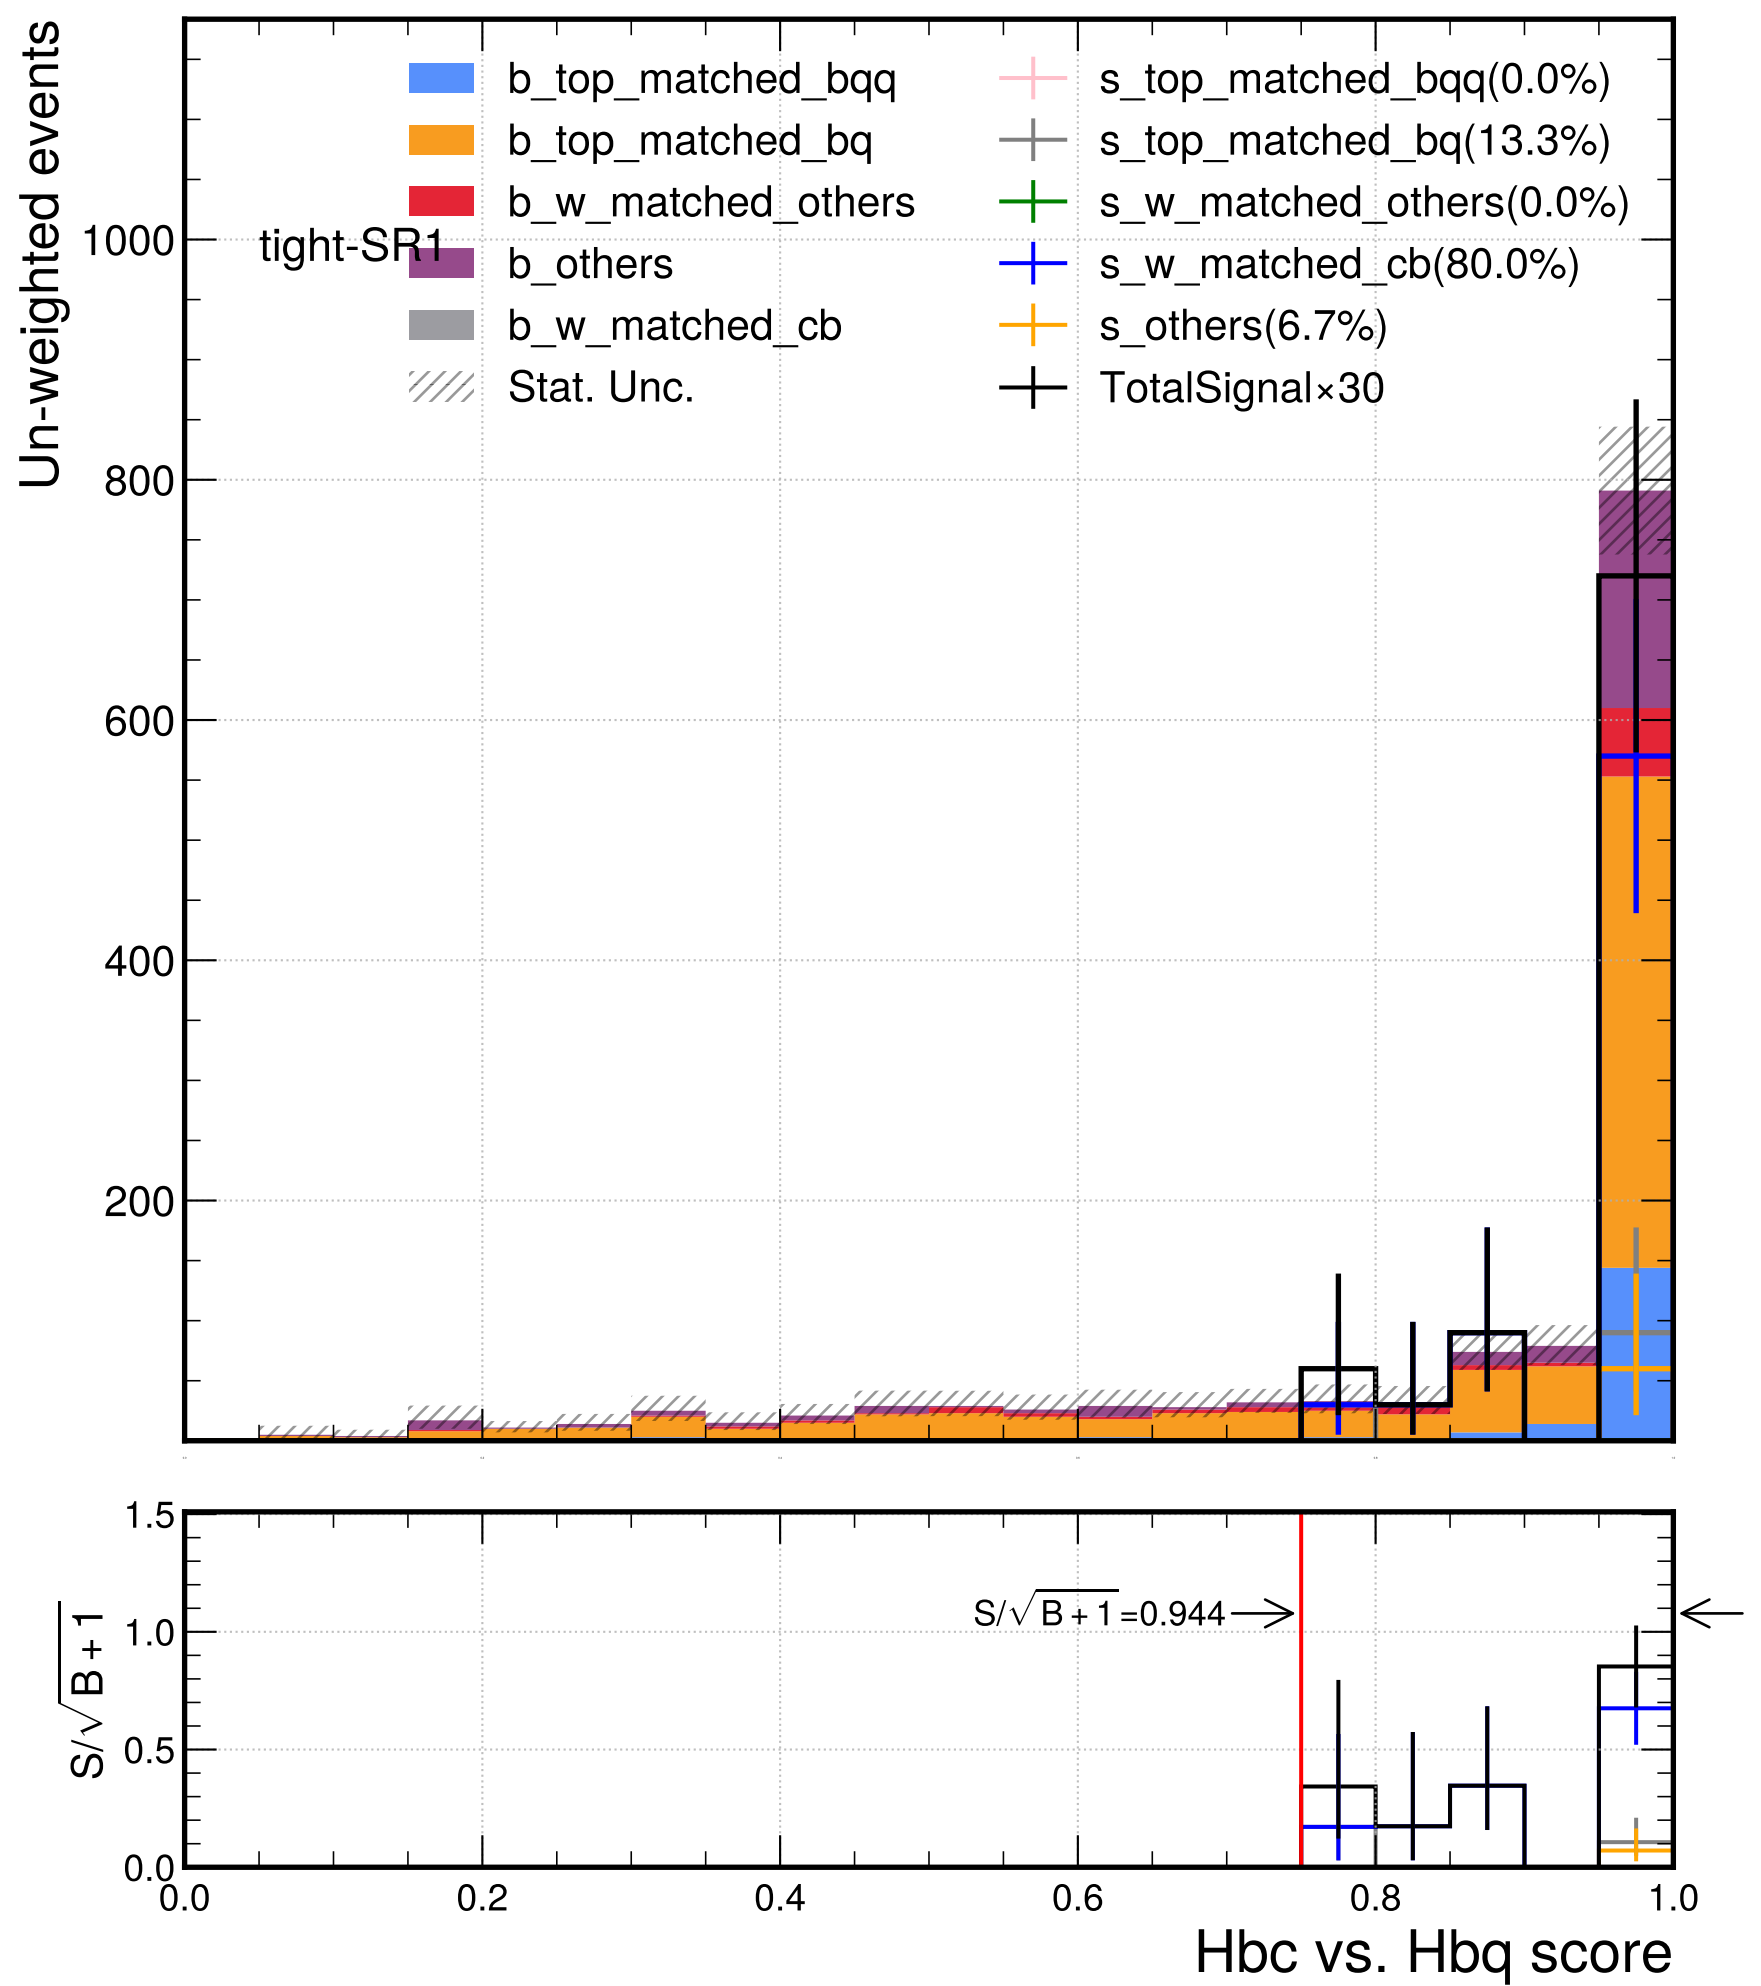 Un-weighted events
b_top_matched_bqq
b_top_matched_bq
b_w_matched_others
b_others
b_w_matched_cb
Stat. Unc.
s_top_matched_bqq(0.0%)
s_top_matched_bq(13.3%)
s_w_matched_others(0.0%)
s_w_matched_cb(80.0%)
s_others(6.7%)
TotalSignal×30
tight-SR1
1000
800
600
400
200
S/√B + 1
1.5
1.0
0.5
0.0
S/√B + 1=0.944
0.0 0.2 0.4 0.6 0.8 1.0
Hbc vs. Hbq score